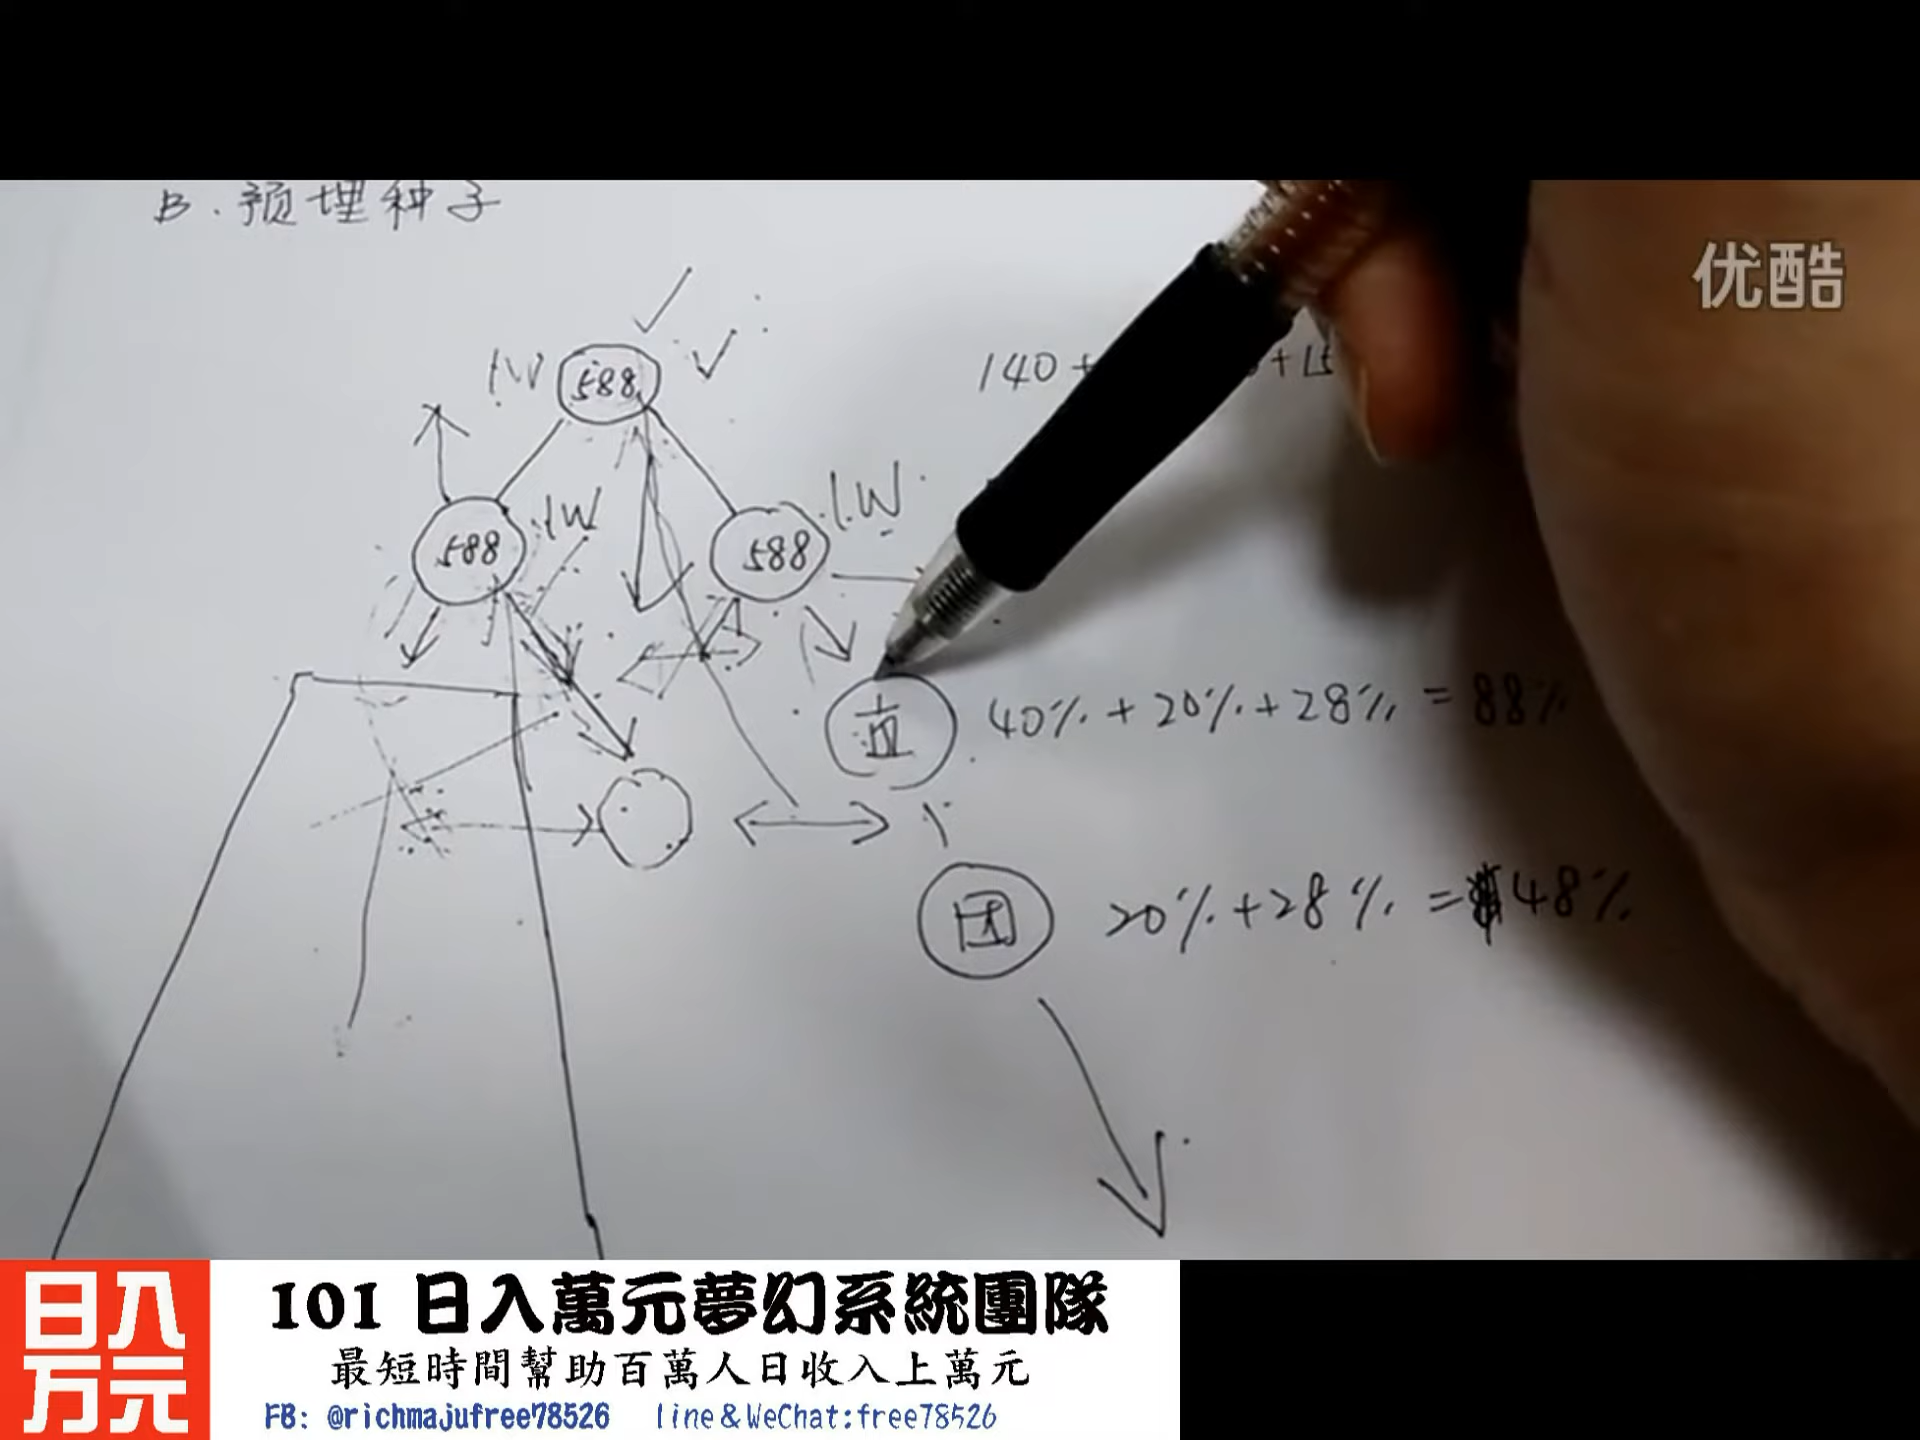 B.预埋种子
优酷
1W 588
140+ +15
588 1W
588 1W
直 40%+20%+28%=88%
团 20%+28%=48%
日入万元
101 日入萬元夢幻系統團隊
最短時間幫助百萬人日收入上萬元
FB: @richmajufree78526 line&WeChat:free78526